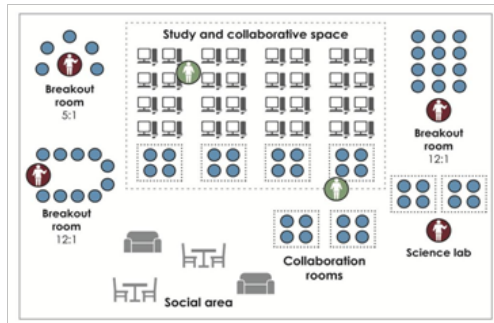 Study and collaborative space
Breakout
room
5:1
Breakout
room
12:1
Breakout
room
12:1
Science lab
Collaboration
rooms
Social area